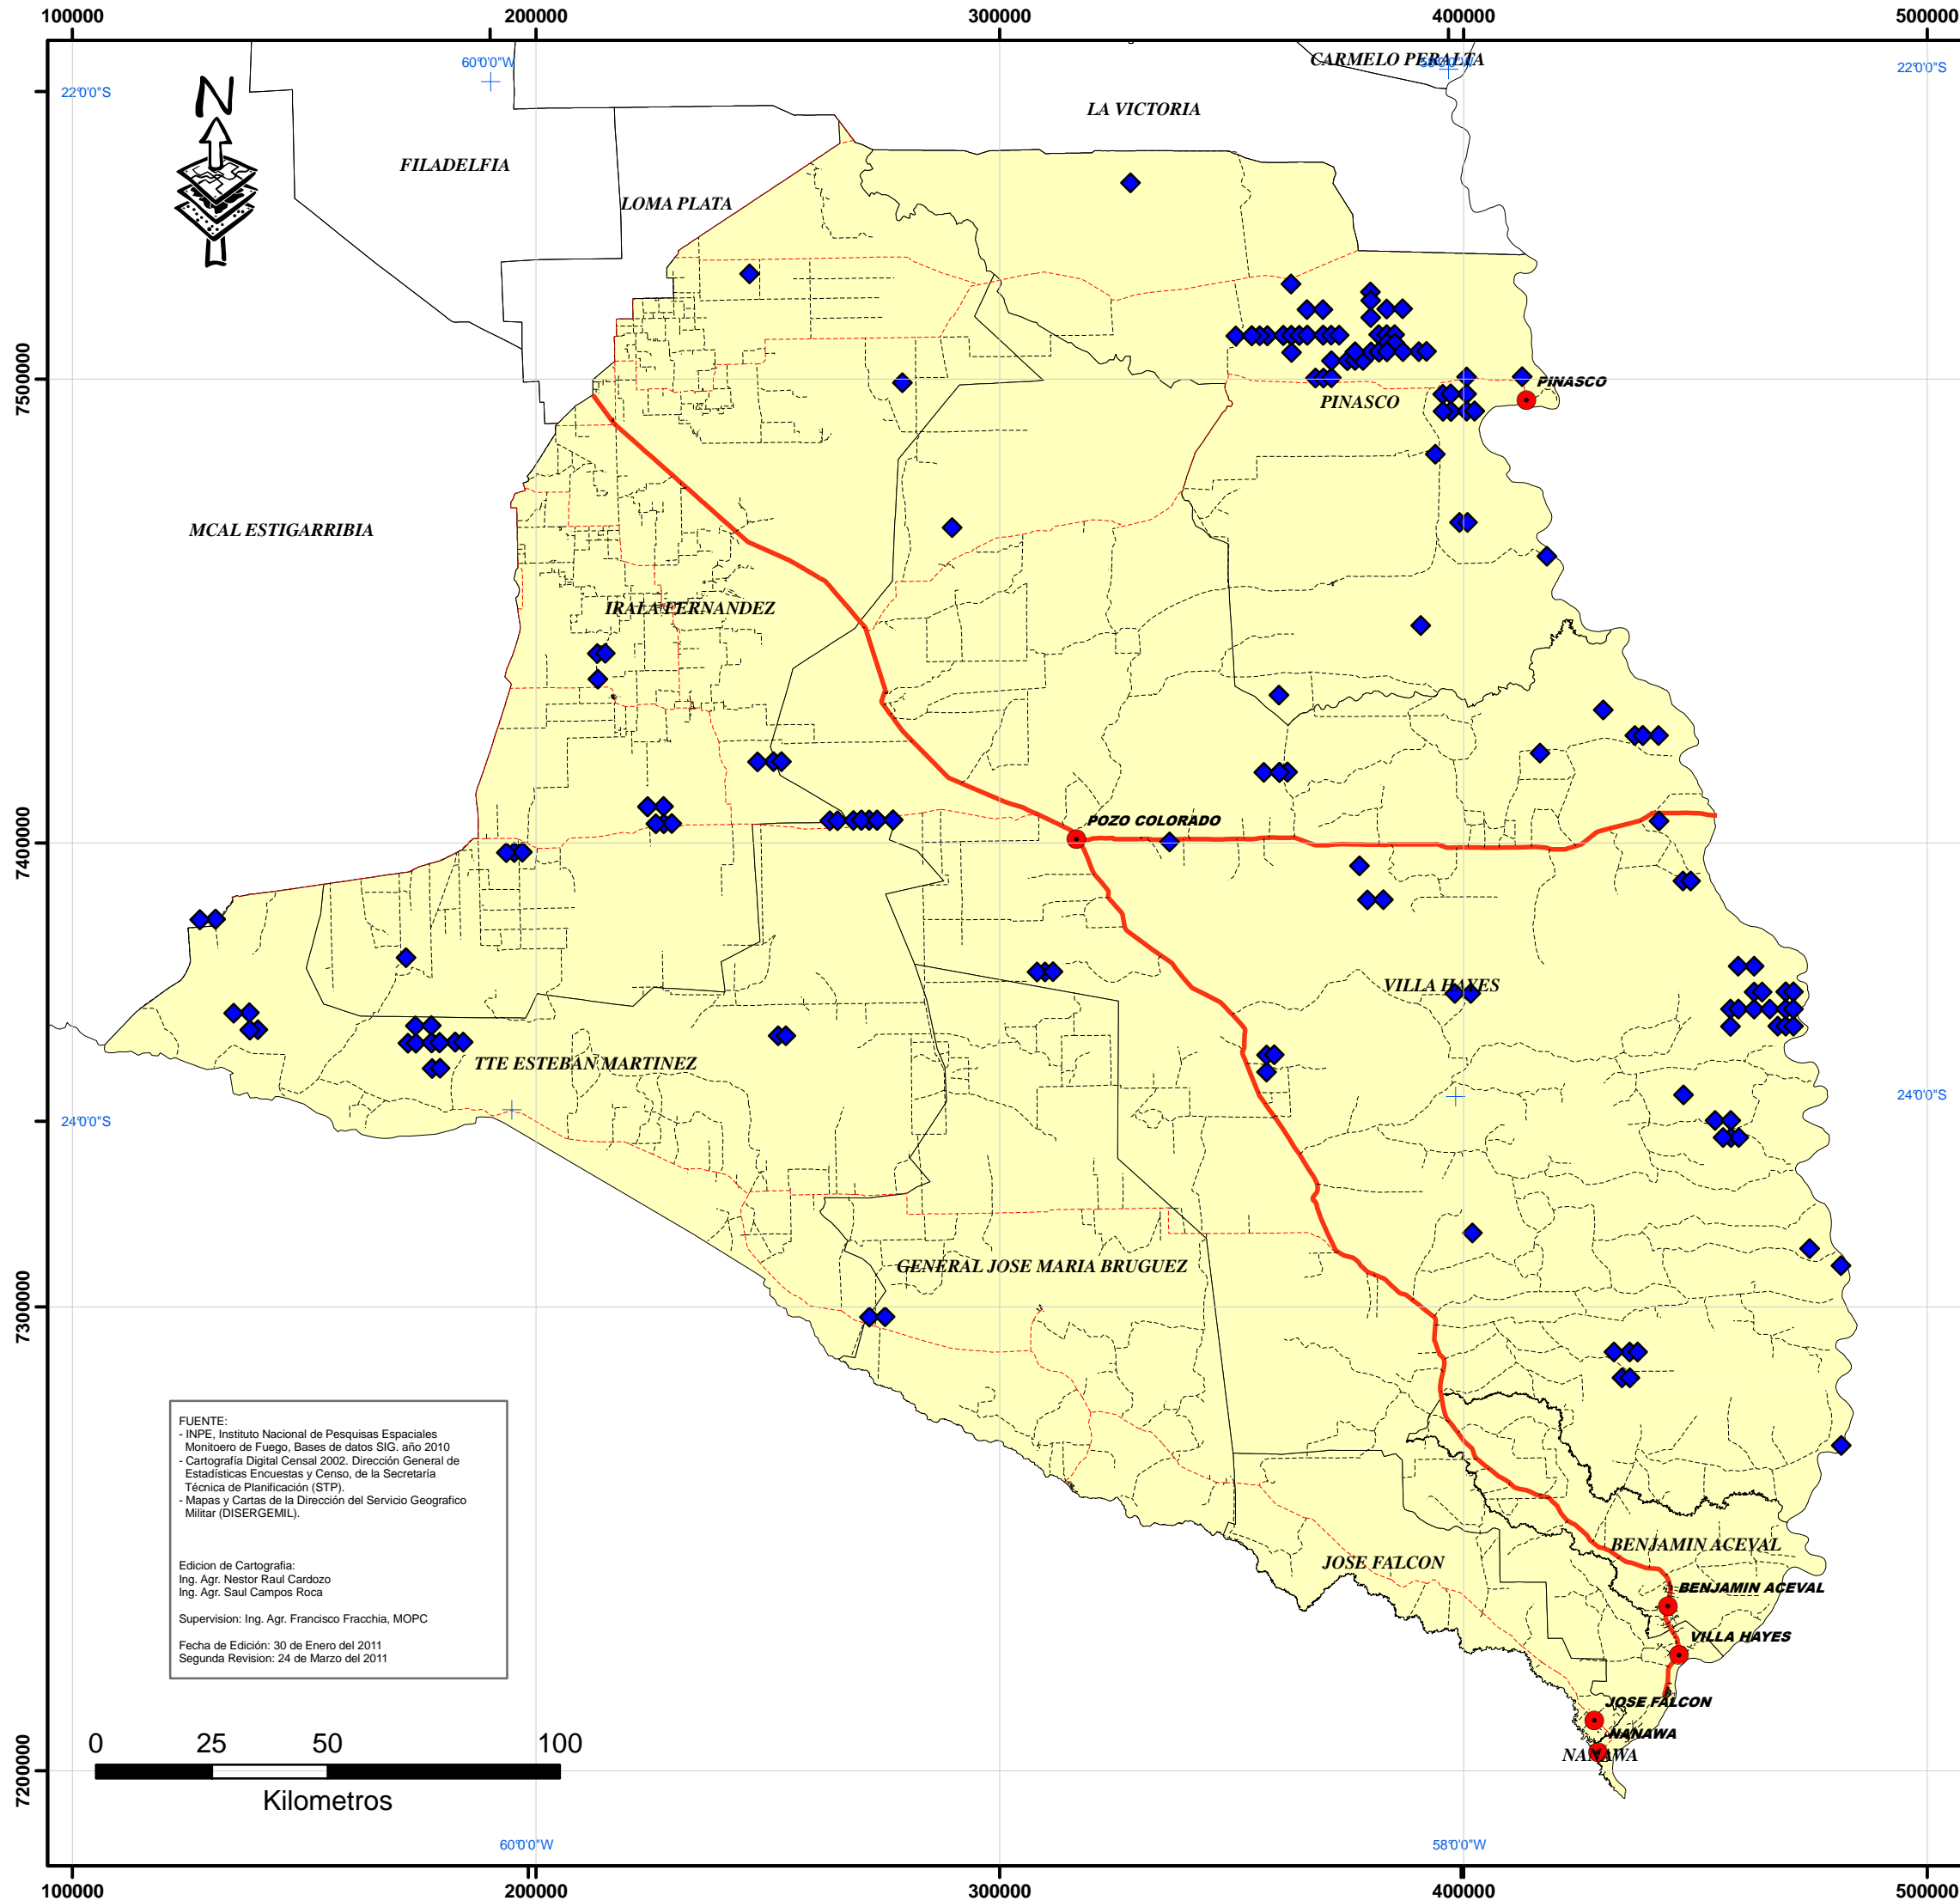 100000 200000 300000 400000 500000
CARMELO PERALTA
60°0'0"W 58°0'0"W 22°0'0"S
22°0'0"S
N
LA VICTORIA
FILADELFIA
LOMA PLATA
7500000
PINASCO
PINASCO
MCAL ESTIGARRIBIA
IRALA FERNANDEZ
POZO COLORADO
7400000
VILLA HAYES
TTE ESTEBAN MARTINEZ
24°0'0"S
24°0'0"S
GENERAL JOSE MARIA BRUGUEZ
7300000
FUENTE:
- INPE, Instituto Nacional de Pesquisas Espaciales
Monitoero de Fuego, Bases de datos SIG. año 2010
- Cartografía Digital Censal 2002. Dirección General de
Estadísticas Encuestas y Censo, de la Secretaría
Técnica de Planificación (STP).
- Mapas y Cartas de la Dirección del Servicio Geografico
Militar (DISERGEMIL).
Edicion de Cartografia:
Ing. Agr. Nestor Raul Cardozo
Ing. Agr. Saul Campos Roca
Supervision: Ing. Agr. Francisco Fracchia, MOPC
Fecha de Edición: 30 de Enero del 2011
Segunda Revision: 24 de Marzo del 2011
BENJAMIN ACEVAL
JOSE FALCON
BENJAMIN ACEVAL
VILLA HAYES
JOSE FALCON
NANAWA
NANAWA
7200000
0 25 50 100
Kilometros
60°0'0"W 58°0'0"W
100000 200000 300000 400000 500000